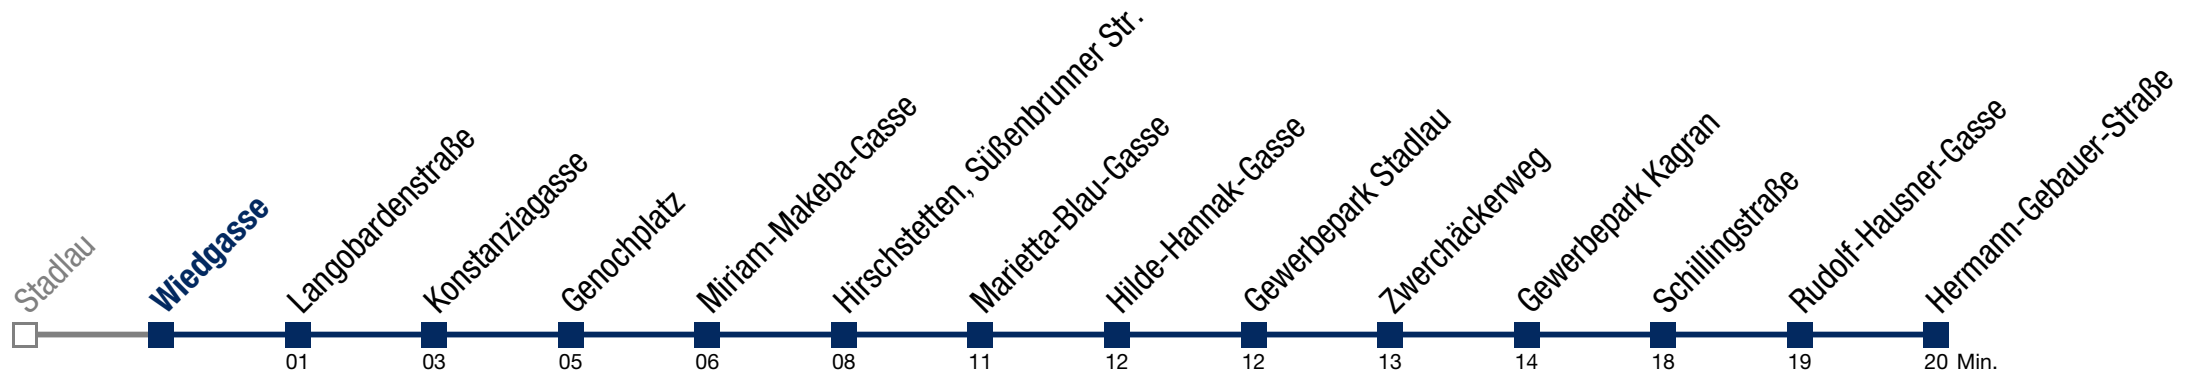 Stadlau
Wiedgasse
Langobardenstraße
Konstanziagasse
Genochplatz
Miriam-Makeba-Gasse
Hirschstetten, Süßenbrunner Str.
Marietta-Blau-Gasse
Hilde-Hannak-Gasse
Gewerbepark Stadlau
Zwerchäckerweg
Gewerbepark Kagran
Schillingstraße
Rudolf-Hausner-Gasse
Hermann-Gebauer-Straße
01 03 05 06 08 11 12 12 13 14 18 19 20 Min.